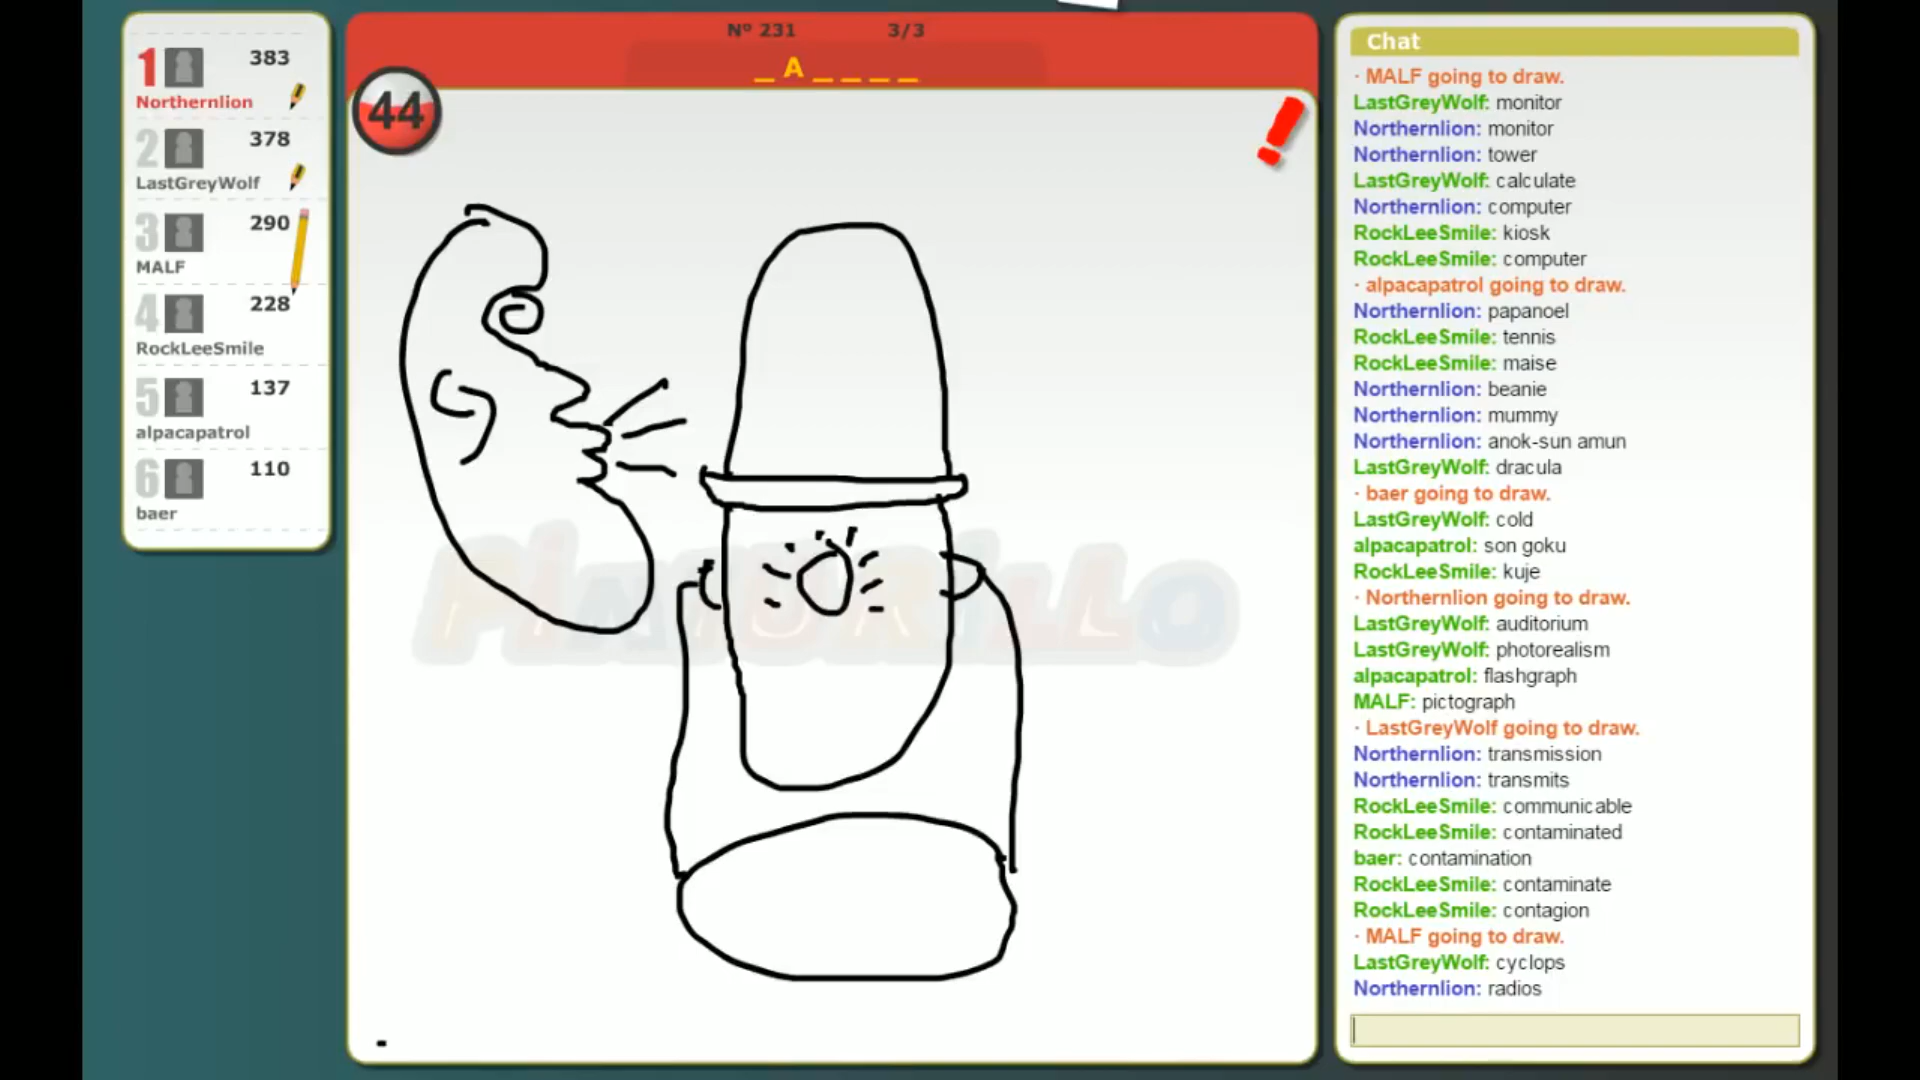 1 383
Northernlion
2 378
LastGreyWolf
3 290
MALF
4 228
RockLeeSmile
5 137
alpacapatrol
6 110
baer
Nº 231 3/3
_ A _ _ _ _
44
Pinturillo
Chat
· MALF going to draw.
LastGreyWolf: monitor
Northernlion: monitor
Northernlion: tower
LastGreyWolf: calculate
Northernlion: computer
RockLeeSmile: kiosk
RockLeeSmile: computer
· alpacapatrol going to draw.
Northernlion: papanoel
RockLeeSmile: tennis
RockLeeSmile: maise
Northernlion: beanie
Northernlion: mummy
Northernlion: anok-sun amun
LastGreyWolf: dracula
· baer going to draw.
LastGreyWolf: cold
alpacapatrol: son goku
RockLeeSmile: kuje
· Northernlion going to draw.
LastGreyWolf: auditorium
LastGreyWolf: photorealism
alpacapatrol: flashgraph
MALF: pictograph
· LastGreyWolf going to draw.
Northernlion: transmission
Northernlion: transmits
RockLeeSmile: communicable
RockLeeSmile: contaminated
baer: contamination
RockLeeSmile: contaminate
RockLeeSmile: contagion
· MALF going to draw.
LastGreyWolf: cyclops
Northernlion: radios